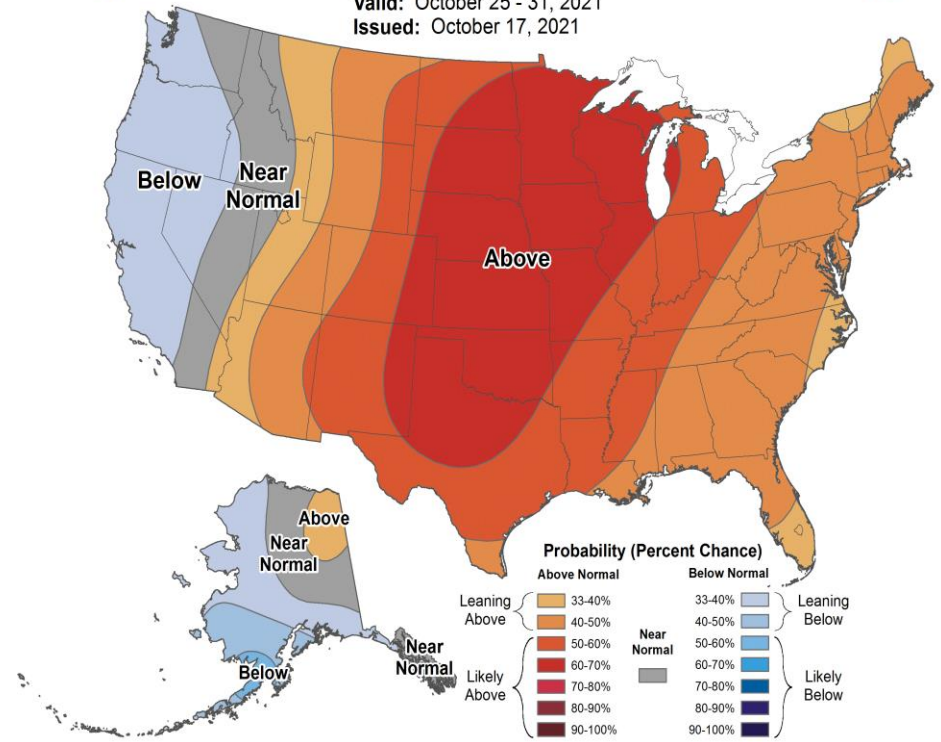 Valid: October 25 - 31, 2021
Issued: October 17, 2021
Below
Near
Normal
Above
Above
Near
Normal
Below
Near
Normal
Probability (Percent Chance)
Above Normal
Below Normal
Leaning
Above
33-40%
40-50%
Likely
Above
50-60%
60-70%
70-80%
80-90%
90-100%
Near
Normal
33-40%
40-50%
Leaning
Below
50-60%
60-70%
70-80%
80-90%
90-100%
Likely
Below